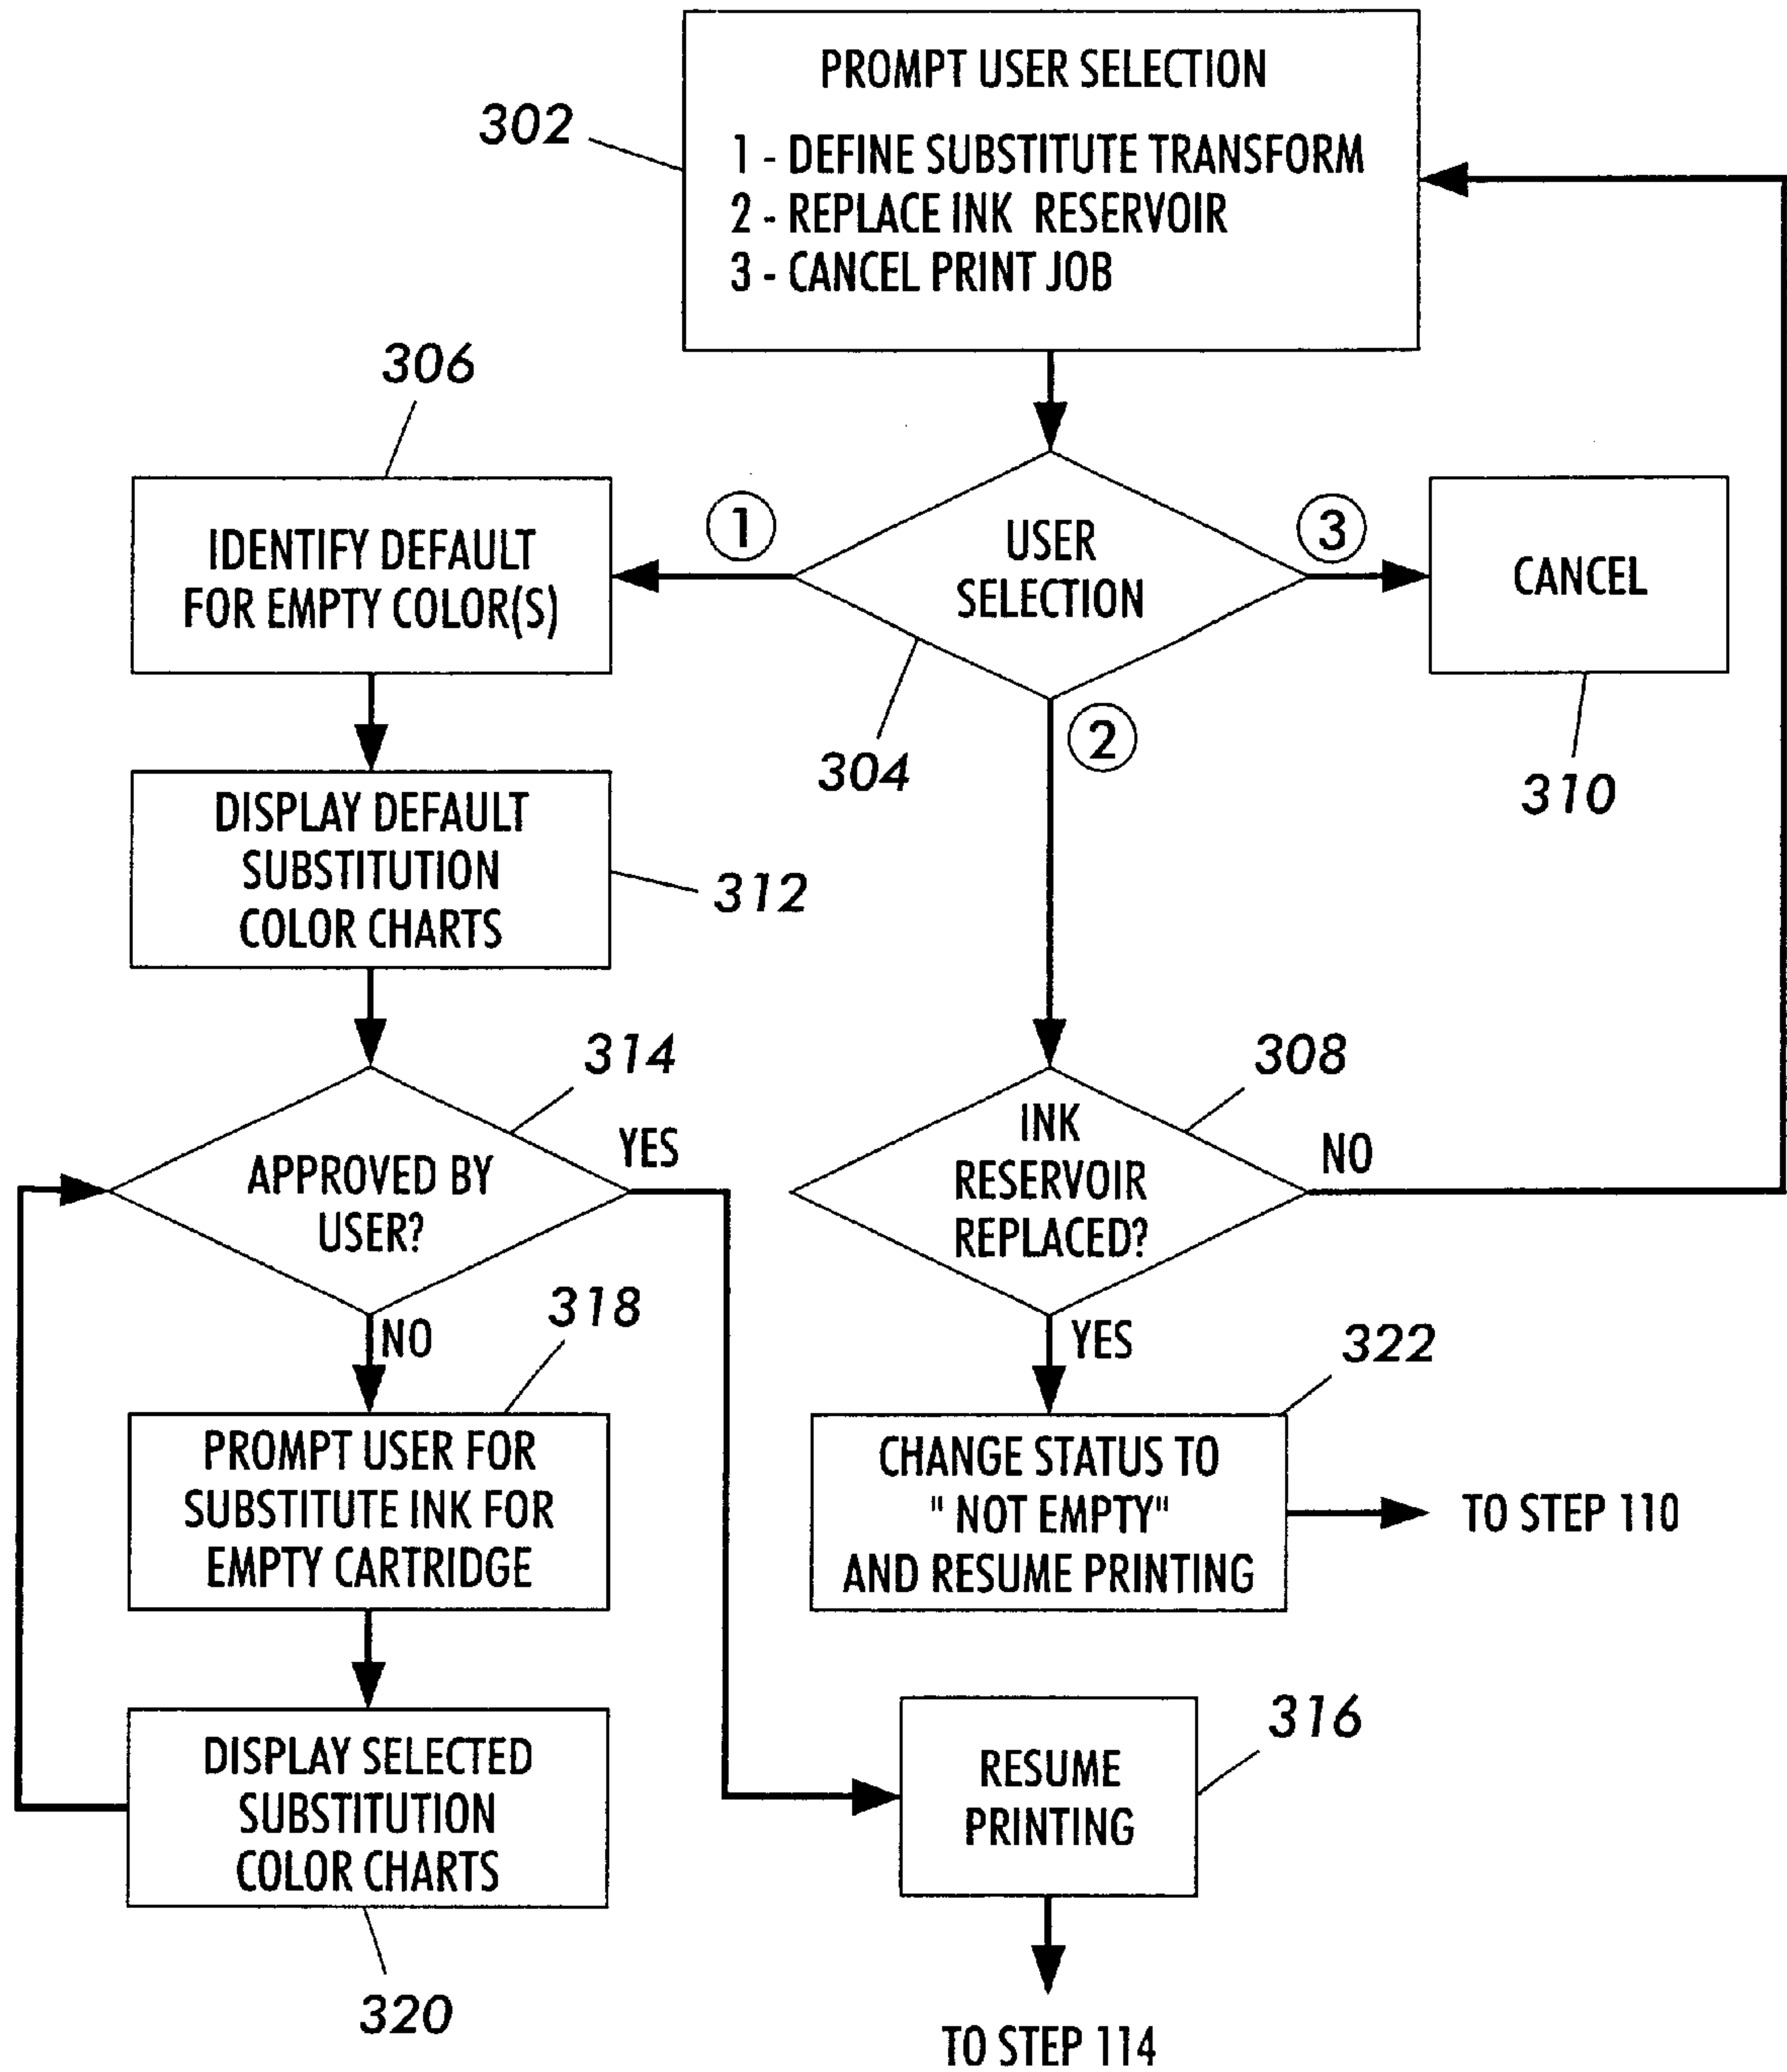 PROMPT USER SELECTION
302
1 - DEFINE SUBSTITUTE TRANSFORM
2 - REPLACE INK RESERVOIR
3 - CANCEL PRINT JOB
306
IDENTIFY DEFAULT
FOR EMPTY COLOR(S)
1
USER
SELECTION
3
CANCEL
304
2
310
DISPLAY DEFAULT
SUBSTITUTION
COLOR CHARTS
312
314
APPROVED BY
USER?
YES
308
INK
RESERVOIR
REPLACED?
NO
NO
318
YES
322
PROMPT USER FOR
SUBSTITUTE INK FOR
EMPTY CARTRIDGE
CHANGE STATUS TO
" NOT EMPTY"
AND RESUME PRINTING
TO STEP 110
DISPLAY SELECTED
SUBSTITUTION
COLOR CHARTS
320
RESUME
PRINTING
316
TO STEP 114